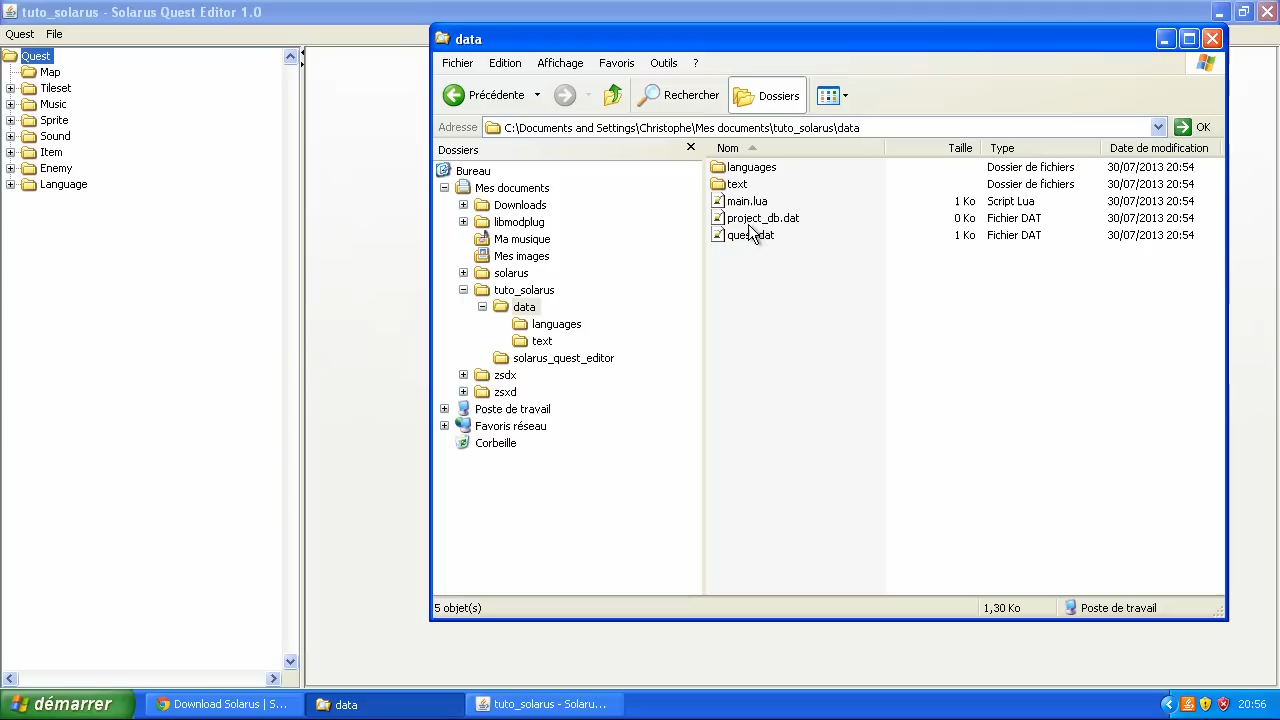 tuto_solarus - Solarus Quest Editor 1.0
Quest File
Quest
Map
Tileset
Music
Sprite
Sound
Item
Enemy
Language
data
Fichier Edition Affichage Favoris Outils ?
Précédente Rechercher Dossiers
Adresse C:\Documents and Settings\Christophe\Mes documents\tuto_solarus\data OK
Dossiers
Bureau
Mes documents
Downloads
libmodplug
Ma musique
Mes images
solarus
tuto_solarus
data
languages
text
solarus_quest_editor
zsdx
zsxd
Poste de travail
Favoris réseau
Corbeille
Nom Taille Type Date de modification
languages Dossier de fichiers 30/07/2013 20:54
text Dossier de fichiers 30/07/2013 20:54
main.lua 1 Ko Script Lua 30/07/2013 20:54
project_db.dat 0 Ko Fichier DAT 30/07/2013 20:54
quest.dat 1 Ko Fichier DAT 30/07/2013 20:54
5 objet(s) 1,30 Ko Poste de travail
démarrer Download Solarus | S... data tuto_solarus - Solaru... 20:56